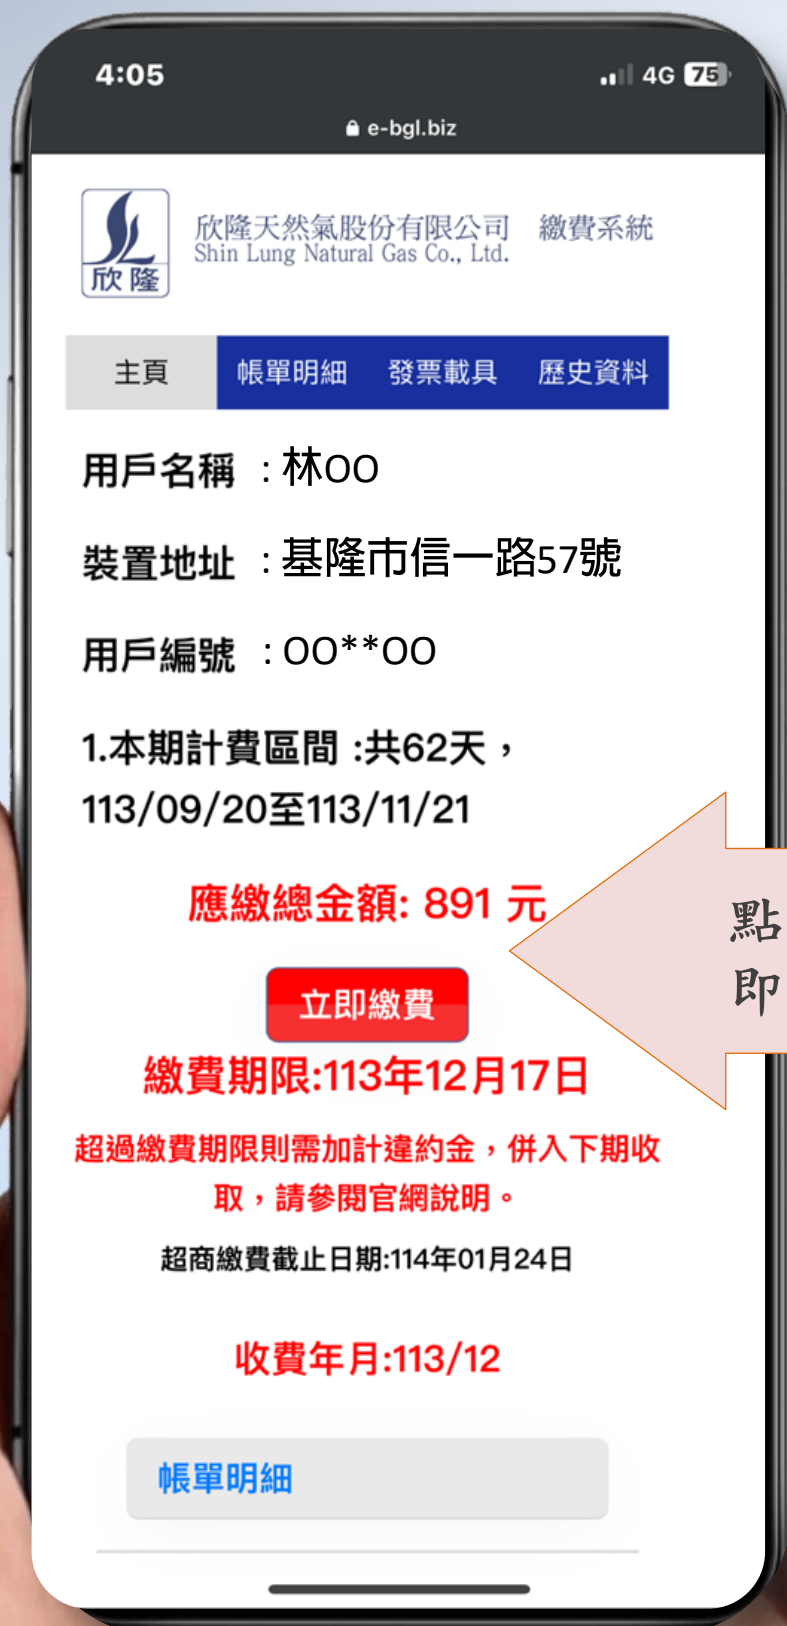 4:05
4G 75
e-bgl.biz
欣隆天然氣股份有限公司 繳費系統
Shin Lung Natural Gas Co., Ltd.
欣隆
主頁 帳單明細 發票載具 歷史資料
用戶名稱 : 林OO
裝置地址 : 基隆市信一路57號
用戶編號 : OO**OO
1.本期計費區間 :共62天，
113/09/20至113/11/21
應繳總金額: 891 元
點
即
立即繳費
繳費期限:113年12月17日
超過繳費期限則需加計違約金，併入下期收
取，請參閱官網說明。
超商繳費截止日期:114年01月24日
收費年月:113/12
帳單明細